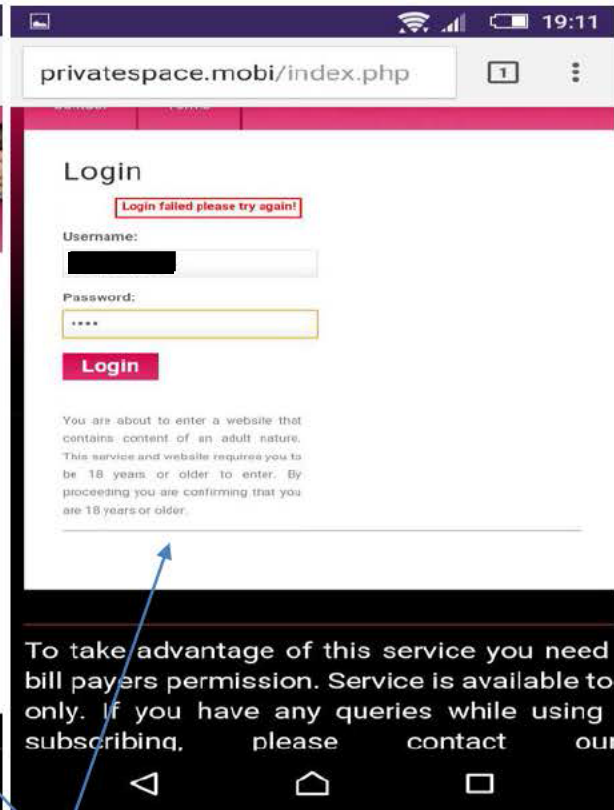 19:11
privatespace.mobi/index.php
1
Login
Login failed please try again!
Username:
Password:
****
Login
You are about to enter a website that
contains content of an adult nature.
This service and website requires you to
be 18 years or older to enter. By
proceeding you are confirming that you
are 18 years or older.
To take advantage of this service you need
bill payers permission. Service is available to
only. If you have any queries while using
subscribing, please contact our